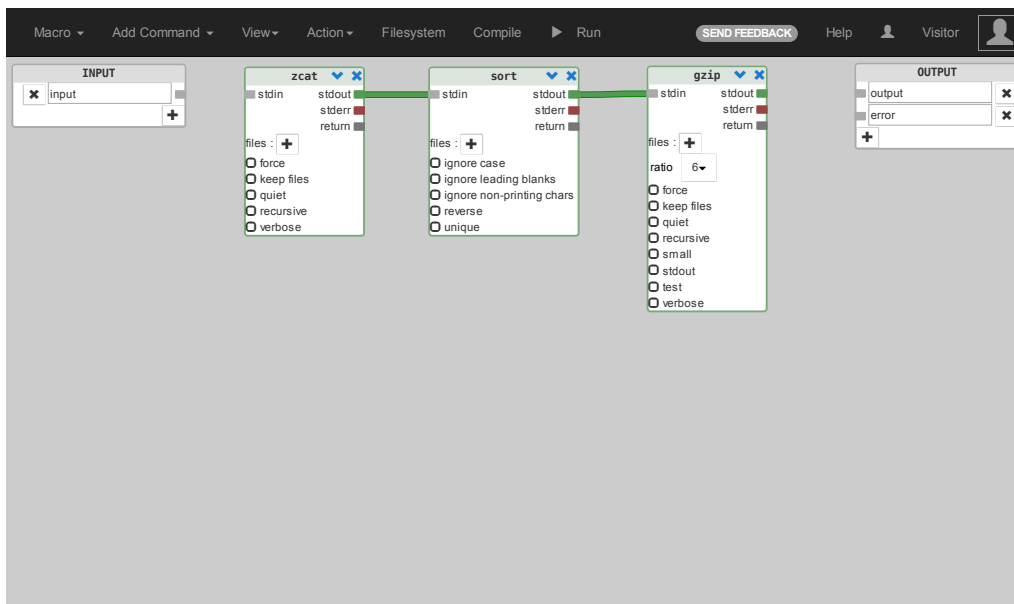 Macro Add Command View Action Filesystem Compile Run SEND FEEDBACK Help Visitor
INPUT
input
zcat
stdin stdout
stderr
return
files :
force
keep files
quiet
recursive
verbose
sort
stdin stdout
stderr
return
files :
ignore case
ignore leading blanks
ignore non-printing chars
reverse
unique
gzip
stdin stdout
stderr
return
files :
ratio 6
force
keep files
quiet
recursive
small
stdout
test
verbose
OUTPUT
output
error